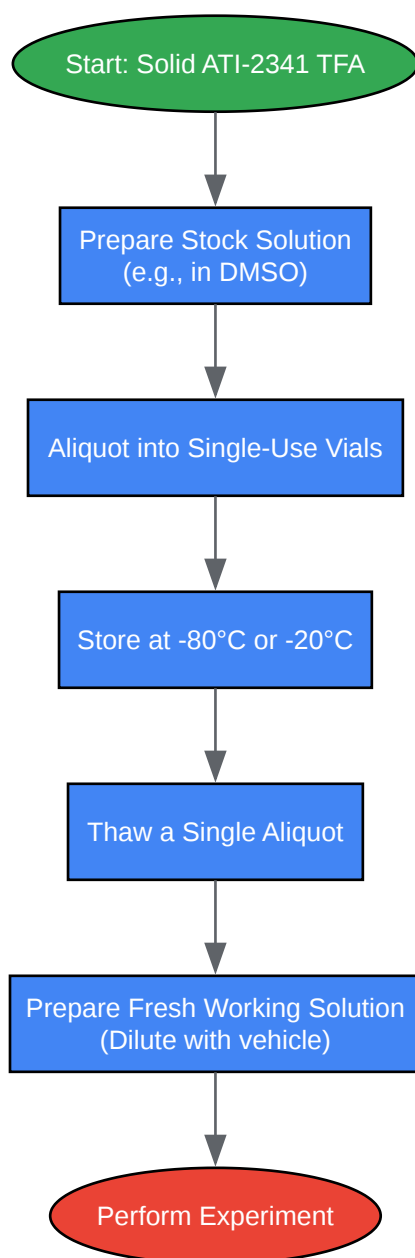 Start: Solid ATI-2341 TFA
Prepare Stock Solution
(e.g., in DMSO)
Aliquot into Single-Use Vials
Store at -80°C or -20°C
Thaw a Single Aliquot
Prepare Fresh Working Solution
(Dilute with vehicle)
Perform Experiment